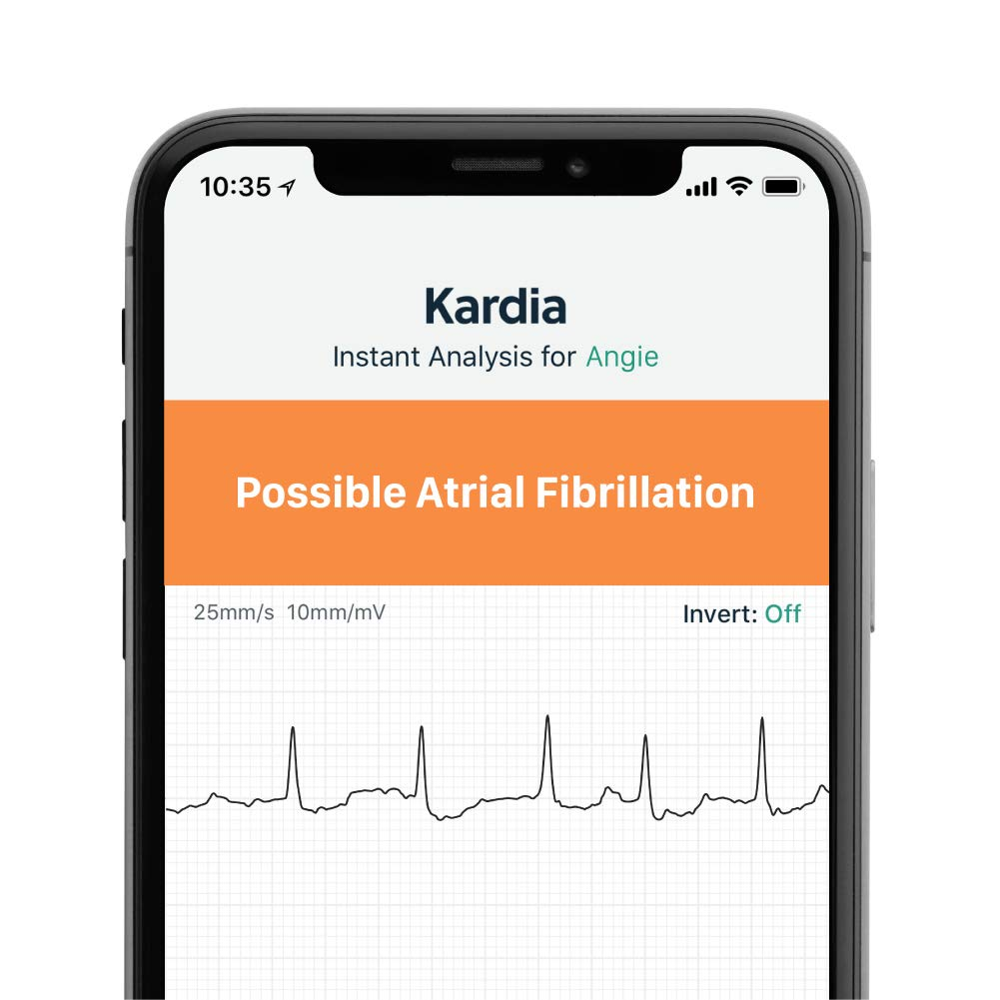 10:35
Kardia
Instant Analysis for Angie
Possible Atrial Fibrillation
25mm/s 10mm/mV
Invert: Off